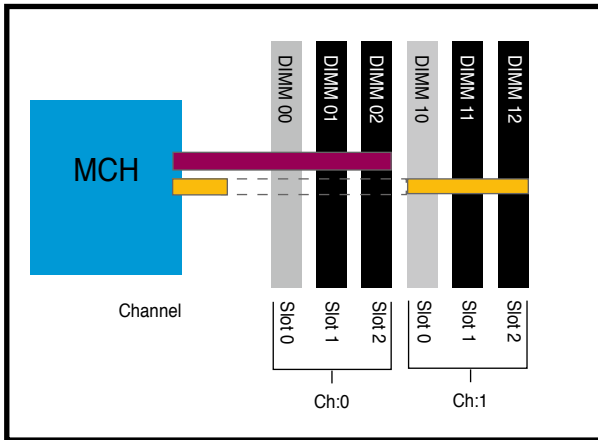 DIMM 00
DIMM 01
DIMM 02
DIMM 10
DIMM 11
DIMM 12
MCH
Channel
Slot 0
Slot 1
Slot 2
Slot 0
Slot 1
Slot 2
Ch:0
Ch:1